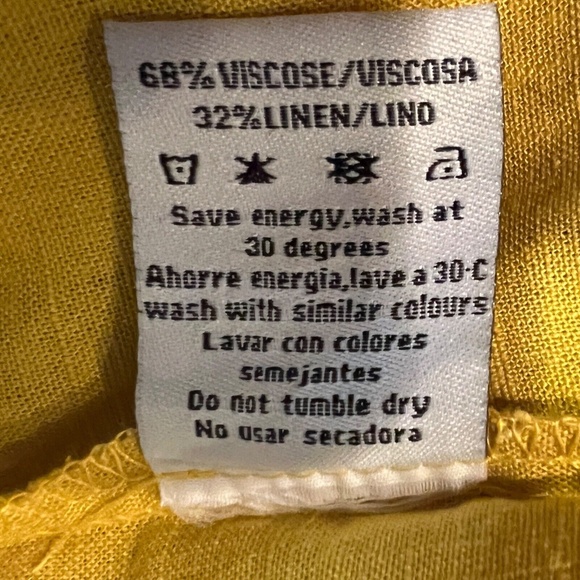 68% VISCOSE/VISCOSA
32% LINEN/LINO
Save energy,wash at
30 degrees
Ahorre energia,lave a 30·C
wash with similar colours
Lavar con colores
semejantes
Do not tumble dry
No usar secadora